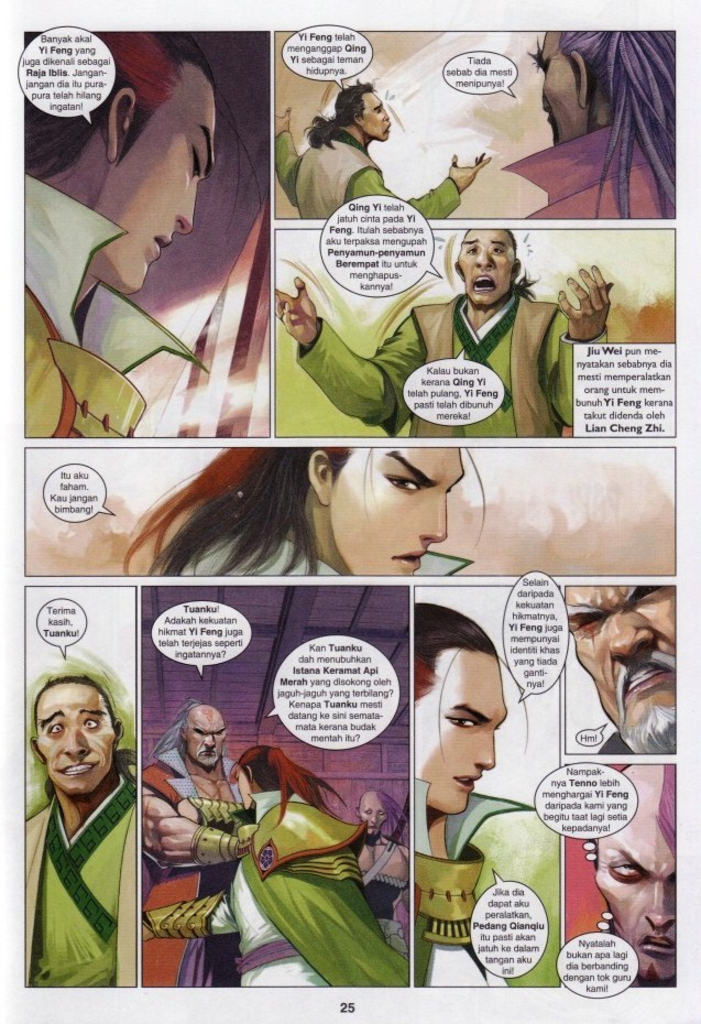 Banyak akal
Yi Feng yang
juga dikenali sebagai
Raja Iblis. Jangan-
jangan dia itu pura-
pura telah hilang
ingatan!
Yi Feng telah
menganggap Qing
Yi sebagai teman
hidupnya.
Tiada
sebab dia mesti
menipunya!
Qing Yi telah
jatuh cinta pada Yi
Feng. Itulah sebabnya
aku terpaksa mengupah
Penyamun-penyamun
Berempat itu untuk
menghapus-
kannya!
Kalau bukan
kerana Qing Yi
telah pulang, Yi Feng
pasti telah dibunuh
mereka!
Jiu Wei pun me-
nyatakan sebabnya dia
mesti memperalatkan
orang untuk mem-
bunuh Yi Feng kerana
takut didenda oleh
Lian Cheng Zhi.
Itu aku
faham.
Kau jangan
bimbang!
Terima
kasih,
Tuanku!
Tuanku!
Adakah kekuatan
hikmat Yi Feng juga
telah terjejas seperti
ingatannya?
Kan Tuanku
dah menubuhkan
Istana Keramat Api
Merah yang disokong oleh
jaguh-jaguh yang terbilang?
Kenapa Tuanku mesti
datang ke sini semata-
mata kerana budak
mentah itu?
Selain
daripada
kekuatan
hikmatnya,
Yi Feng juga
mempunyai
identiti khas
yang tiada
ganti-
nya!
Hm!
Jika dia
dapat aku
peralatkan,
Pedang Qianqiu
itu pasti akan
jatuh ke dalam
tangan aku
ini!
Nampak-
nya Tenno lebih
menghargai Yi Feng
daripada kami yang
begitu taat lagi setia
kepadanya!
Nyatalah
bukan apa lagi
dia berbanding
dengan tok guru
kami!
25